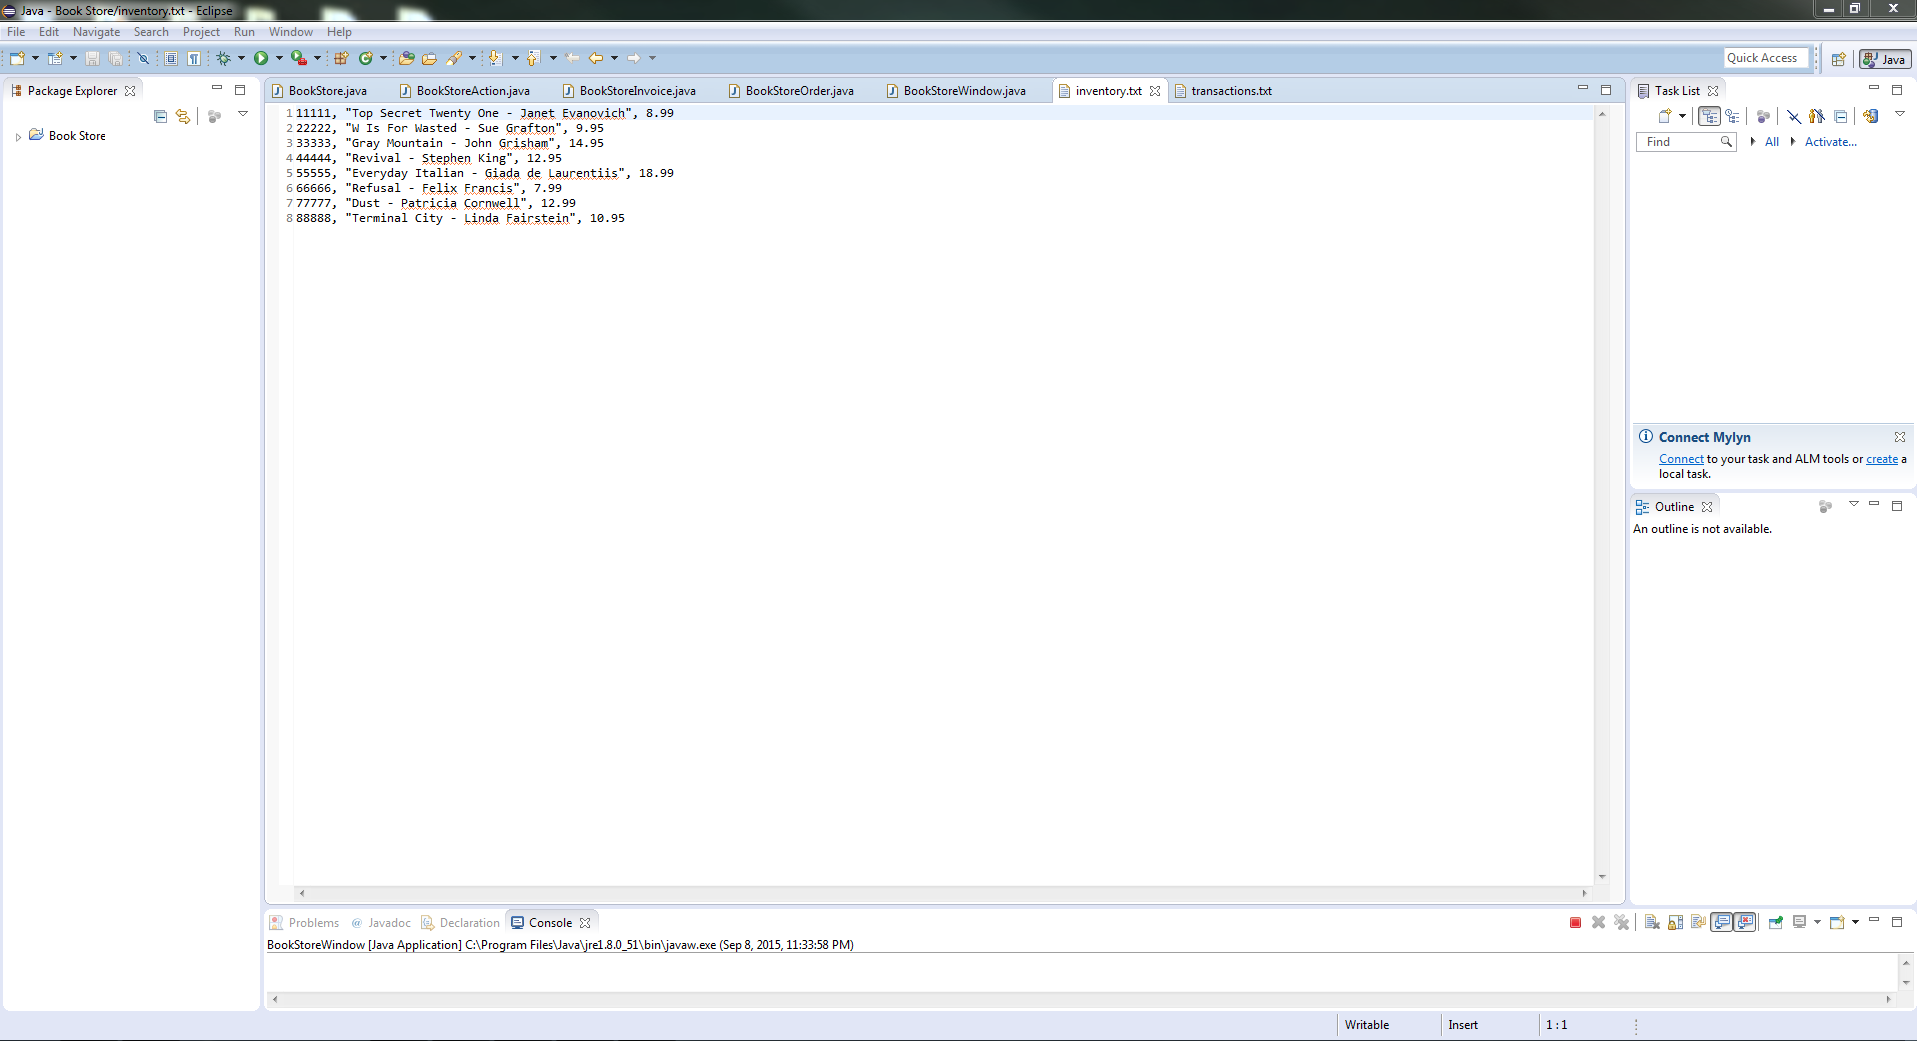 Java - Book Store/inventory.txt - Eclipse
File Edit Navigate Search Project Run Window Help
Quick Access
Java
Package Explorer
Book Store
BookStore.java BookStoreAction.java BookStoreInvoice.java BookStoreOrder.java BookStoreWindow.java inventory.txt transactions.txt
1 11111, "Top Secret Twenty One - Janet Evanovich", 8.99
2 22222, "W Is For Wasted - Sue Grafton", 9.95
3 33333, "Gray Mountain - John Grisham", 14.95
4 44444, "Revival - Stephen King", 12.95
5 55555, "Everyday Italian - Giada de Laurentiis", 18.99
6 66666, "Refusal - Felix Francis", 7.99
7 77777, "Dust - Patricia Cornwell", 12.99
8 88888, "Terminal City - Linda Fairstein", 10.95
Task List
Find All Activate...
Connect Mylyn
Connect to your task and ALM tools or create a
local task.
Outline
An outline is not available.
Problems @ Javadoc Declaration Console
BookStoreWindow [Java Application] C:\Program Files\Java\jre1.8.0_51\bin\javaw.exe (Sep 8, 2015, 11:33:58 PM)
Writable Insert 1 : 1